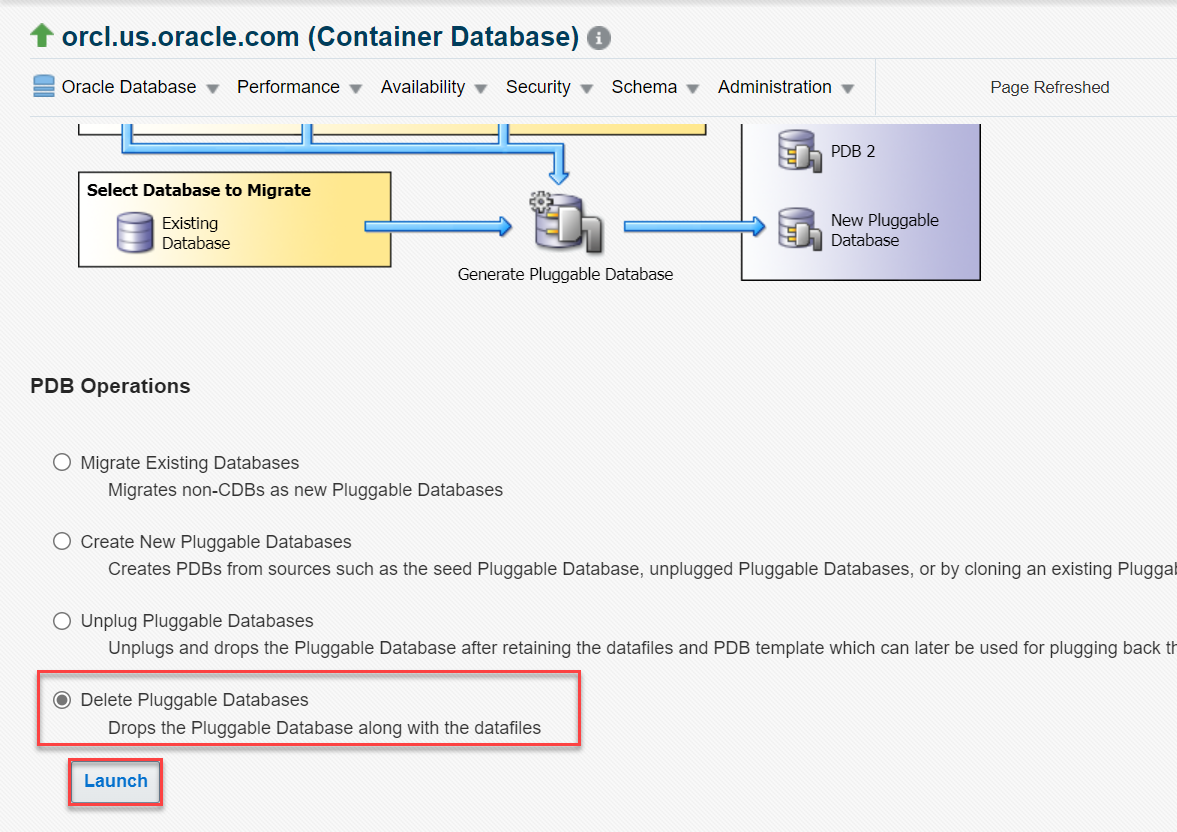 orcl.us.oracle.com (Container Database)
Oracle Database Performance Availability Security Schema Administration Page Refreshed
PDB 2
Select Database to Migrate
Existing
Database
New Pluggable
Database
Generate Pluggable Database
PDB Operations
Migrate Existing Databases
Migrates non-CDBs as new Pluggable Databases
Create New Pluggable Databases
Creates PDBs from sources such as the seed Pluggable Database, unplugged Pluggable Databases, or by cloning an existing
Unplug Pluggable Databases
Unplugs and drops the Pluggable Database after retaining the datafiles and PDB template which can later be used for plugging back
Delete Pluggable Databases
Drops the Pluggable Database along with the datafiles
Launch